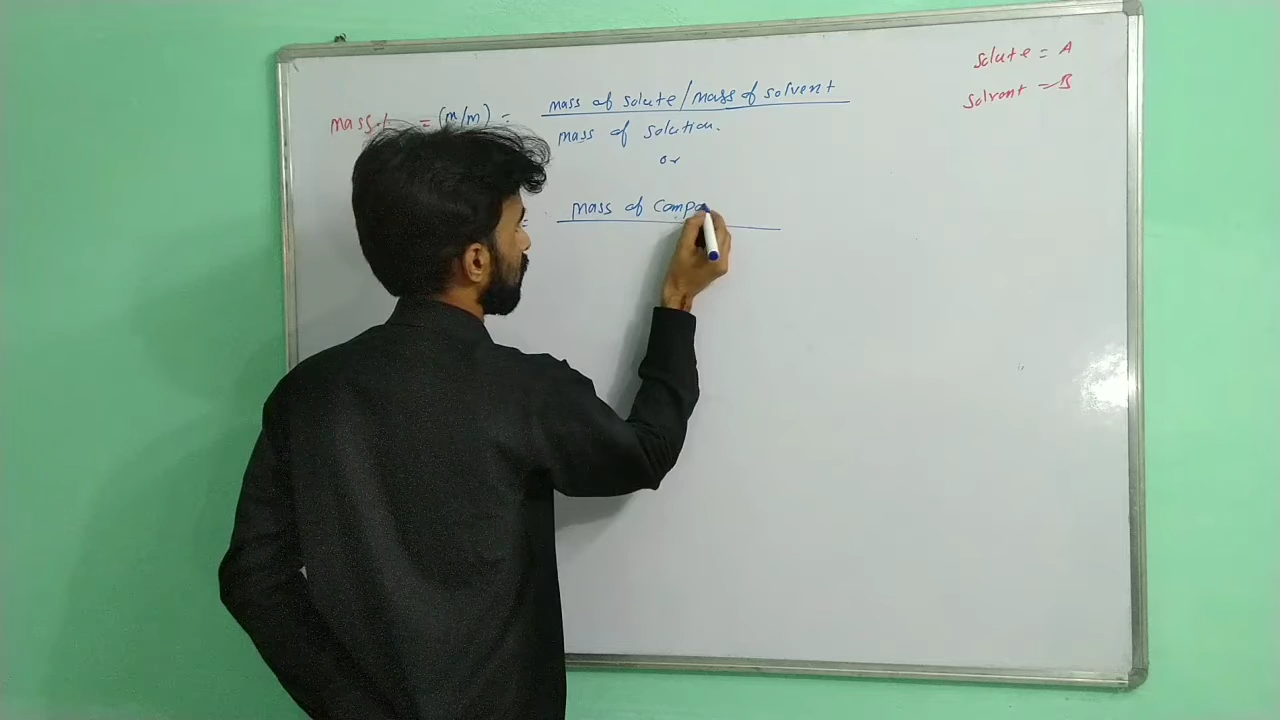 solute = A
solvent = B
mass % = (m/m) =
mass of solute/mass of solvent
mass of solution.
or
= mass of Compo